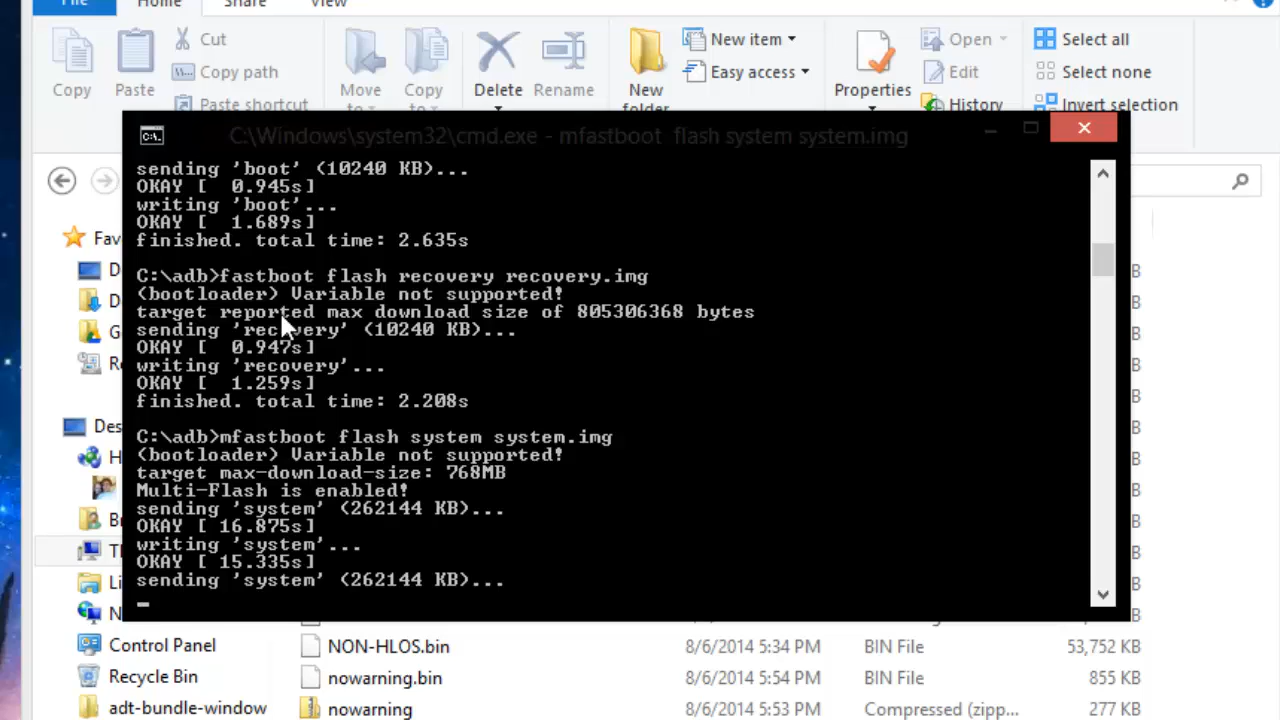 File
Home
Share
View
Copy
Paste
Cut
Copy path
Paste shortcut
Move
to
Copy
to
Delete
Rename
New
folder
New item
Easy access
Properties
Open
Edit
History
Select all
Select none
Invert selection
C:\Windows\system32\cmd.exe - mfastboot flash system system.img
sending 'boot' (10240 KB)...
OKAY [ 0.945s]
writing 'boot'...
OKAY [ 1.689s]
finished. total time: 2.635s
C:\adb>fastboot flash recovery recovery.img
(bootloader) Variable not supported!
target reported max download size of 805306368 bytes
sending 'recovery' (10240 KB)...
OKAY [ 0.947s]
writing 'recovery'...
OKAY [ 1.259s]
finished. total time: 2.208s
C:\adb>mfastboot flash system system.img
(bootloader) Variable not supported!
target max-download-size: 768MB
Multi-Flash is enabled!
sending 'system' (262144 KB)...
OKAY [ 16.875s]
writing 'system'...
OKAY [ 15.335s]
sending 'system' (262144 KB)...
Fav
D
D
G
Re
Des
H
Br
Tl
Li
N
Control Panel
Recycle Bin
adt-bundle-window
NON-HLOS.bin 8/6/2014 5:34 PM BIN File 53,752 KB
nowarning.bin 8/6/2014 5:54 PM BIN File 855 KB
nowarning 8/6/2014 5:53 PM Compressed (zipp... 277 KB